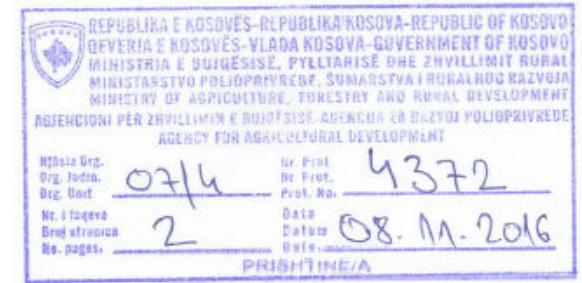 REPUBLIKA E KOSOVËS-REPUBLIKA KOSOVA-REPUBLIC OF KOSOVO
QEVERIA E KOSOVËS-VLADA KOSOVA-GOVERNMENT OF KOSOVO
MINISTRIA E BUJQËSISË, PYLLTARISË DHE ZHVILLIMIT RURAL
MINISTARSTVO POLJOPRIVREDE, ŠUMARSTVA I RURALNOG RAZVOJA
MINISTRY OF AGRICULTURE, FORESTRY AND RURAL DEVELOPMENT
AGJENCIONI PËR ZHVILLIMIN E BUJQËSISË-AGENCIJA ZA RAZVOJ POLJOPRIVREDE
AGENCY FOR AGRICULTURAL DEVELOPMENT
Njësia Org. Nr. Prot.
Org. Jedin. 07/4 Br. Prot. 4372
Org. Unit Prot. No.
Nr. i faqeve Data
Broj stranica 2 Datum 08.11.2016
No. pages. Date.
PRISHTINE/A